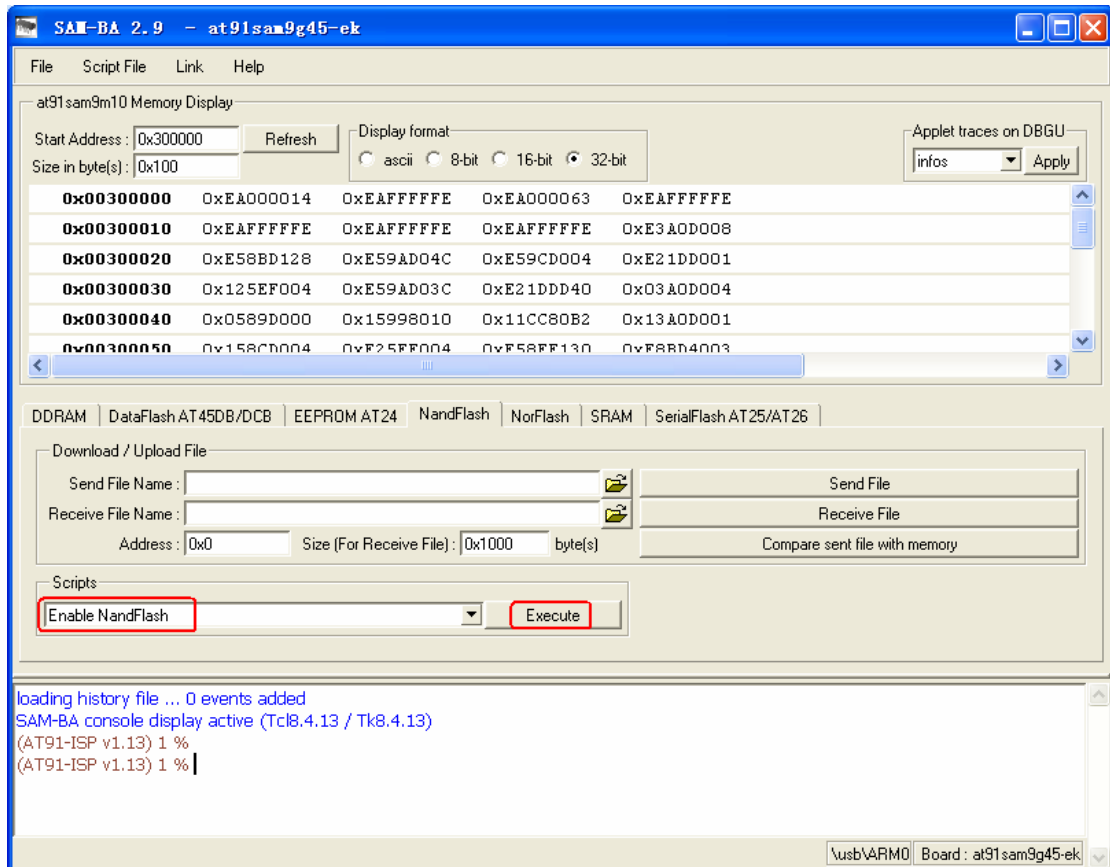 SAM-BA 2.9 - at91sam9g45-ek
File Script File Link Help
at91sam9m10 Memory Display
Start Address : 0x300000 Refresh
Size in byte(s) : 0x100
Display format
ascii 8-bit 16-bit 32-bit
Applet traces on DBGU
infos Apply
0x00300000 0xEA000014 0xEAFFFFFE 0xEA000063 0xEAFFFFFE
0x00300010 0xEAFFFFFE 0xEAFFFFFE 0xEAFFFFFE 0xE3A0D008
0x00300020 0xE58BD128 0xE59AD04C 0xE59CD004 0xE21DD001
0x00300030 0x125EF004 0xE59AD03C 0xE21DDD40 0x03A0D004
0x00300040 0x0589D000 0x15998010 0x11CC80B2 0x13A0D001
0x00300050 0x158CD004 0xE25EF004 0xE58EE130 0xE8BD4003
DDRAM DataFlash AT45DB/DCB EEPROM AT24 NandFlash NorFlash SRAM SerialFlash AT25/AT26
Download / Upload File
Send File Name : Send File
Receive File Name : Receive File
Address : 0x0 Size (For Receive File) : 0x1000 byte(s) Compare sent file with memory
Scripts
Enable NandFlash Execute
loading history file ... 0 events added
SAM-BA console display active (Tcl8.4.13 / Tk8.4.13)
(AT91-ISP v1.13) 1 %
(AT91-ISP v1.13) 1 %
\usb\ARM0 Board : at91sam9g45-ek